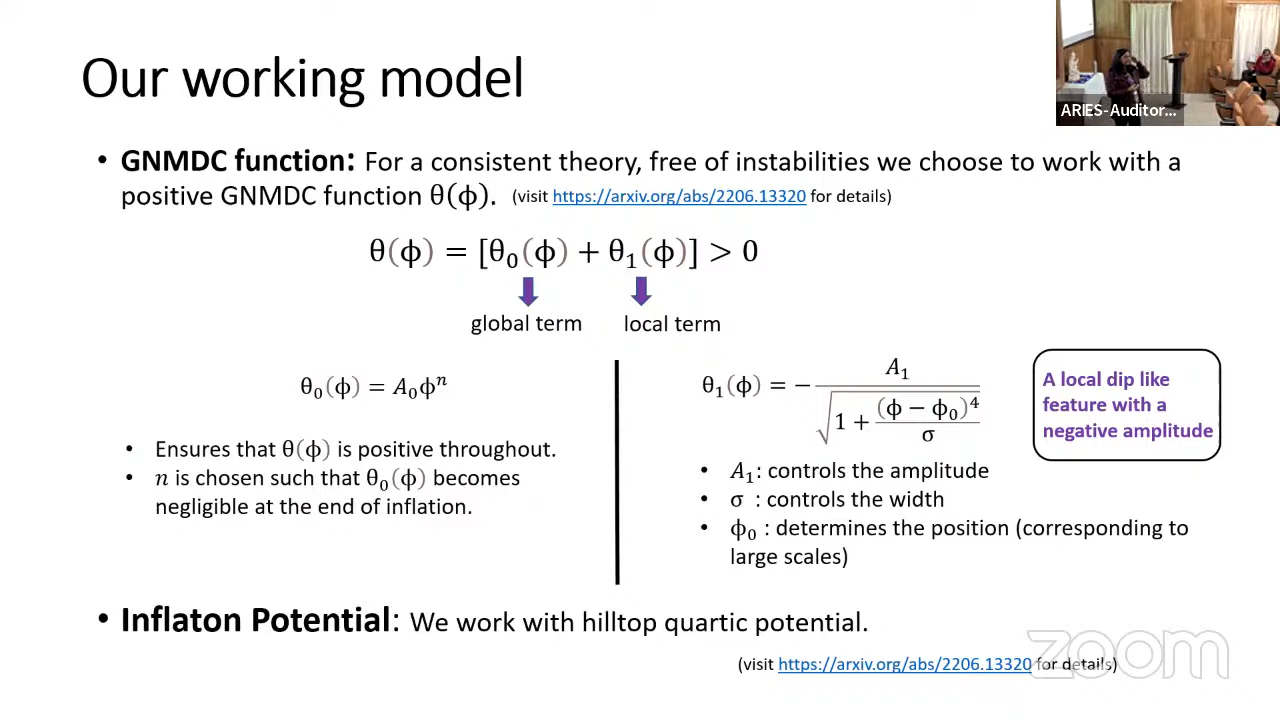 Our working model
ARIES-Auditor...
• GNMDC function: For a consistent theory, free of instabilities we choose to work with a
positive GNMDC function θ(ϕ). (visit https://arxiv.org/abs/2206.13320 for details)
θ(ϕ) = [θ₀(ϕ) + θ₁(ϕ)] > 0
global term local term
θ₀(ϕ) = A₀ϕⁿ
θ₁(ϕ) = − A₁ / √(1 + (ϕ − ϕ₀)⁴ / σ)
A local dip like
feature with a
negative amplitude
• Ensures that θ(ϕ) is positive throughout.
• n is chosen such that θ₀(ϕ) becomes
negligible at the end of inflation.
• A₁: controls the amplitude
• σ : controls the width
• ϕ₀ : determines the position (corresponding to
large scales)
• Inflaton Potential: We work with hilltop quartic potential.
(visit https://arxiv.org/abs/2206.13320 for details)
zoom